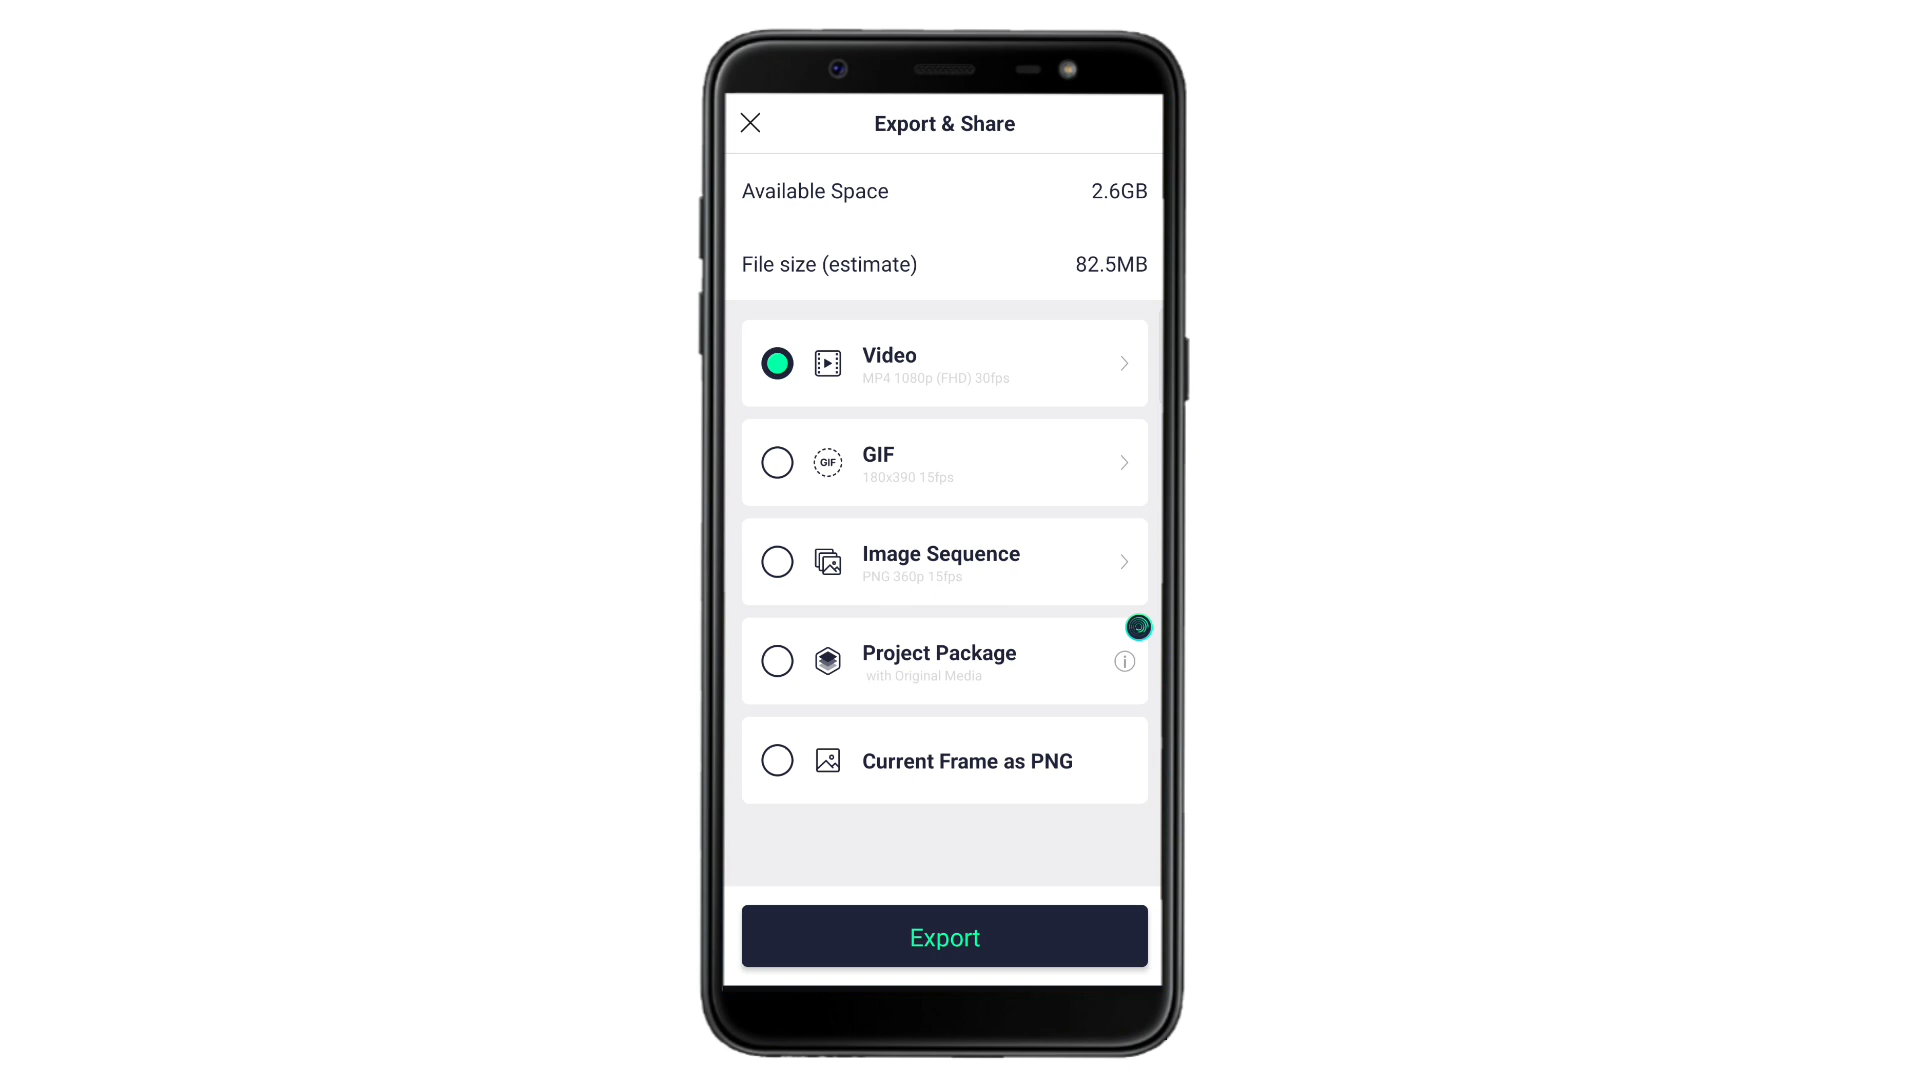 Export & Share
Available Space 2.6GB
File size (estimate) 82.5MB
Video
MP4 1080p (FHD) 30fps
GIF
GIF
180x390 15fps
Image Sequence
PNG 360p 15fps
Project Package
with Original Media
Current Frame as PNG
Export